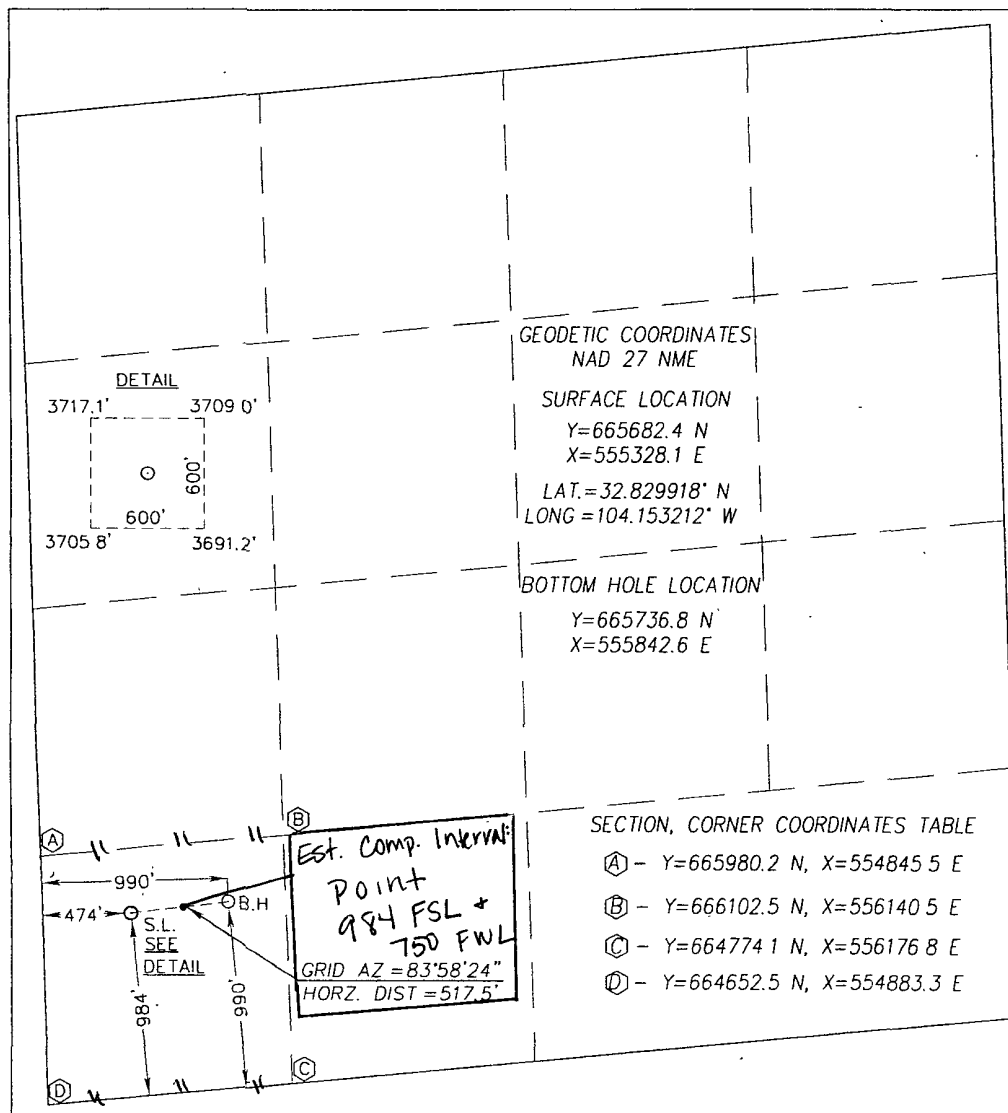 DETAIL
3717.1'
3709 0'
600'
600'
3705 8'
3691.2'
GEODETIC COORDINATES
NAD 27 NME
SURFACE LOCATION
Y=665682.4 N
X=555328.1 E
LAT.=32.829918° N
LONG =104.153212° W
BOTTOM HOLE LOCATION
Y=665736.8 N
X=555842.6 E
A
B
990'
474'
S.L.
SEE
DETAIL
B.H
984'
990'
D
C
Est. Comp. Interval:
Point
984 FSL +
750 FWL
GRID AZ =83°58'24"
HORZ. DIST =517.5'
SECTION, CORNER COORDINATES TABLE
A - Y=665980.2 N, X=554845 5 E
B - Y=666102.5 N, X=556140 5 E
C - Y=664774 1 N, X=556176 8 E
D - Y=664652.5 N, X=554883.3 E